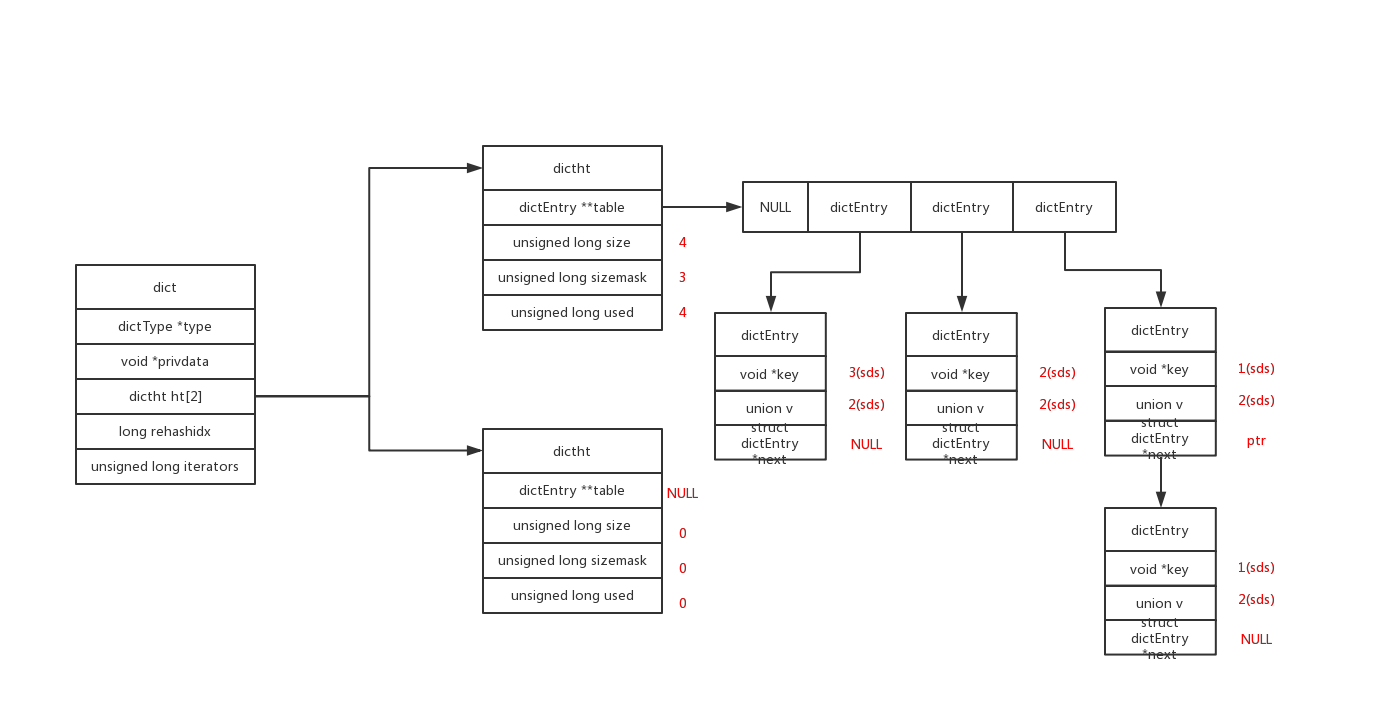 dict
dictType *type
void *privdata
dictht ht[2]
long rehashidx
unsigned long iterators
dictht
dictEntry **table
unsigned long size
4
unsigned long sizemask
3
unsigned long used
4
dictht
dictEntry **table
NULL
unsigned long size
0
unsigned long sizemask
0
unsigned long used
0
NULL
dictEntry
dictEntry
dictEntry
dictEntry
void *key
3(sds)
union v
2(sds)
struct
dictEntry
*next
NULL
dictEntry
void *key
2(sds)
union v
2(sds)
struct
dictEntry
*next
NULL
dictEntry
void *key
1(sds)
union v
2(sds)
struct
dictEntry
*next
ptr
dictEntry
void *key
1(sds)
union v
2(sds)
struct
dictEntry
*next
NULL